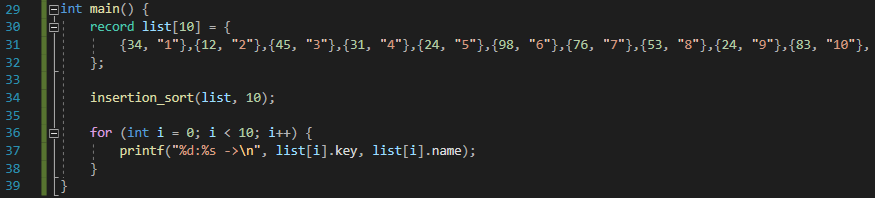 29 int main() {
30 record list[10] = {
31 {34, "1"},{12, "2"},{45, "3"},{31, "4"},{24, "5"},{98, "6"},{76, "7"},{53, "8"},{24, "9"},{83, "10"},
32 };
33
34 insertion_sort(list, 10);
35
36 for (int i = 0; i < 10; i++) {
37 printf("%d:%s ->\n", list[i].key, list[i].name);
38 }
39 }